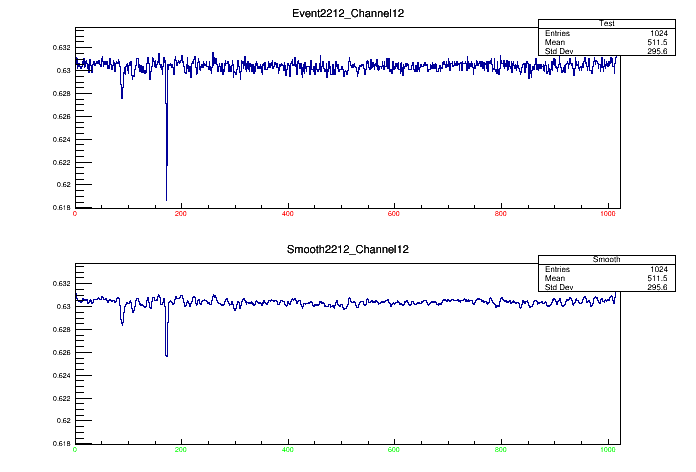 Event2212_Channel12
Test
Entries 1024
Mean 511.5
Std Dev 295.6
0.632
0.63
0.628
0.626
0.624
0.622
0.62
0.618
0 200 400 600 800 1000
Smooth2212_Channel12
Smooth
Entries 1024
Mean 511.5
Std Dev 295.6
0.632
0.63
0.628
0.626
0.624
0.622
0.62
0.618
0 200 400 600 800 1000